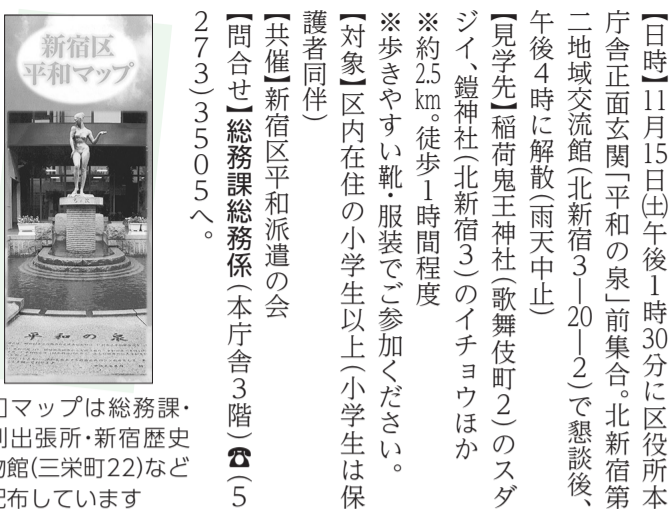 【日時】11月15日㈯午後1時30分に区役所本
庁舎正面玄関「平和の泉」前集合。北新宿第
二地域交流館(北新宿3―20―2)で懇談後、
午後4時に解散(雨天中止)
【見学先】稲荷鬼王神社(歌舞伎町2)のスダ
ジイ、鎧神社(北新宿3)のイチョウほか
※約2.5㎞。徒歩1時間程度
※歩きやすい靴・服装でご参加ください。
【対象】区内在住の小学生以上(小学生は保
護者同伴)
【共催】新宿区平和派遣の会
【問合せ】総務課総務係(本庁舎3階)☎(5
273)3505へ。
新宿区
平和マップ
平和の泉
]マップは総務課・
別出張所・新宿歴史
物館(三栄町22)など
配布しています